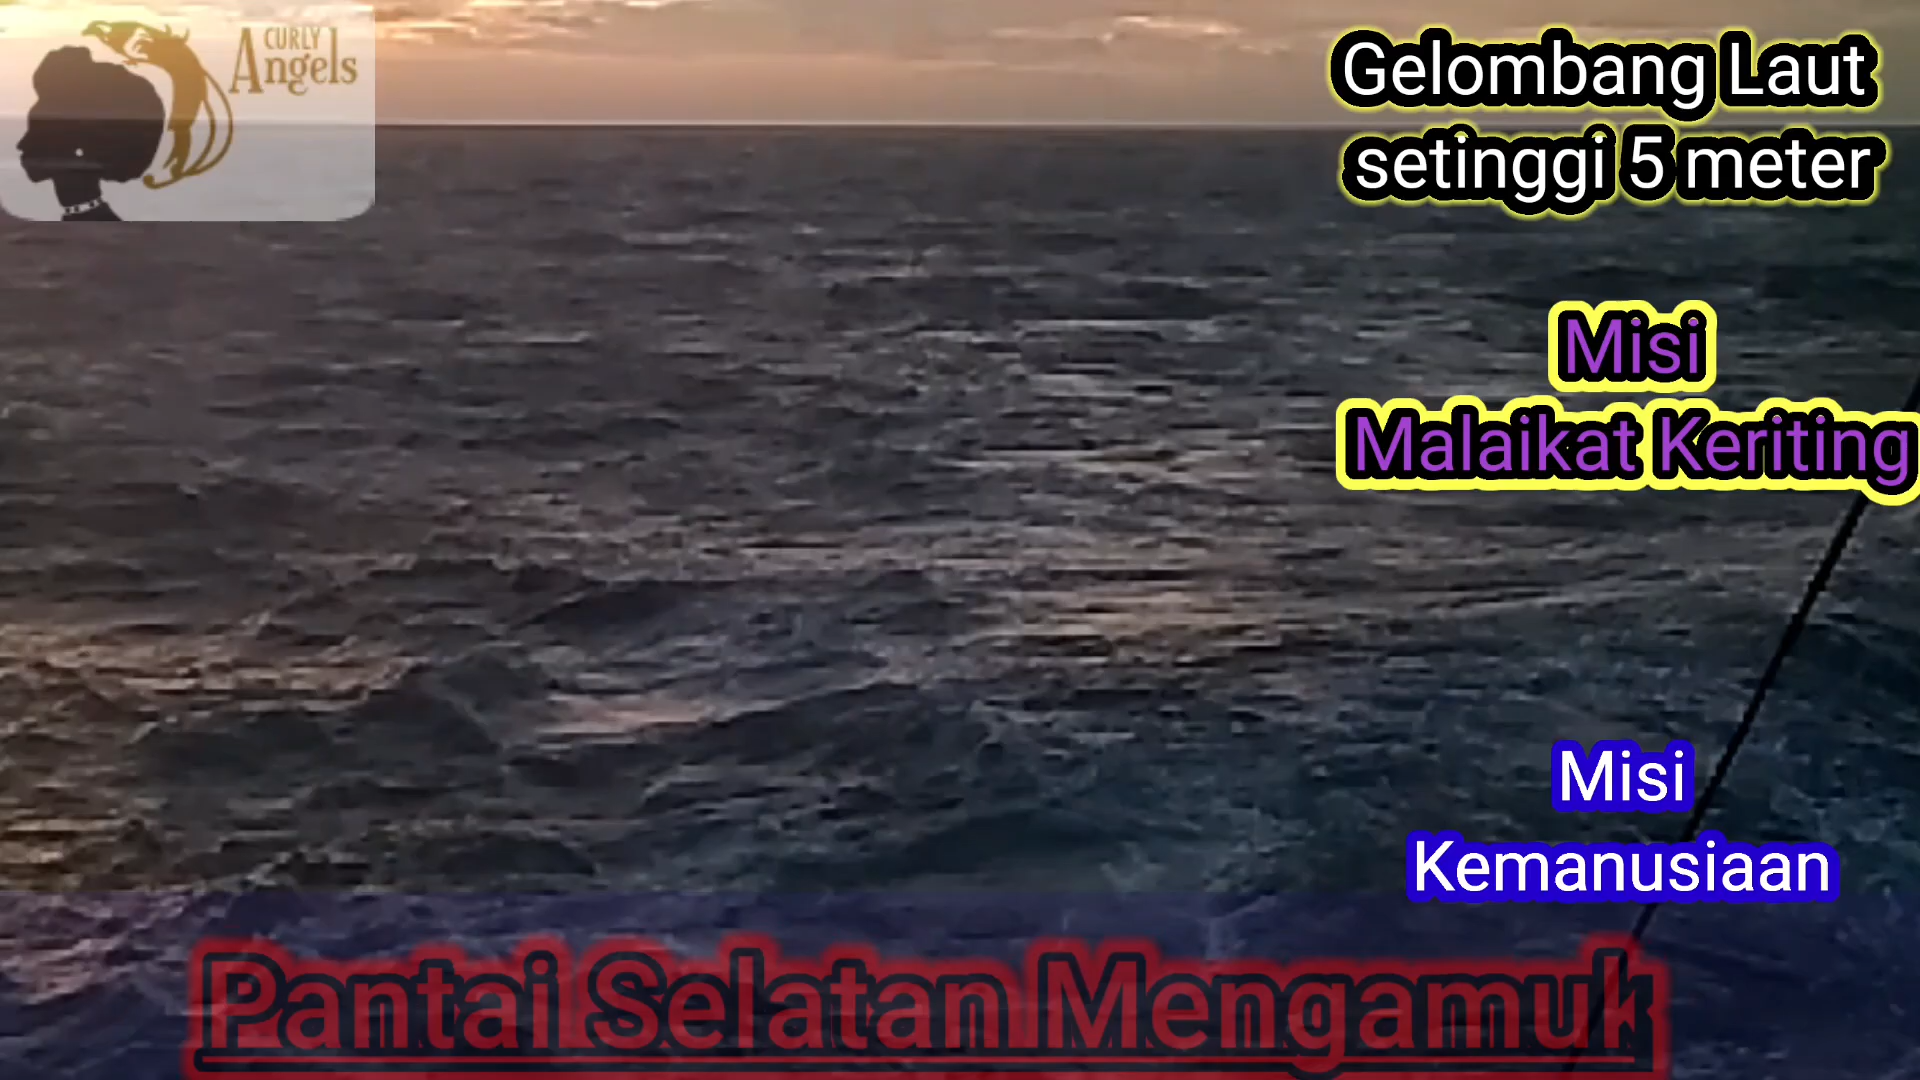 CURLY
Angels
Gelombang Laut
setinggi 5 meter
Misi
Malaikat Keriting
Misi
Kemanusiaan
Pantai Selatan Mengamuk